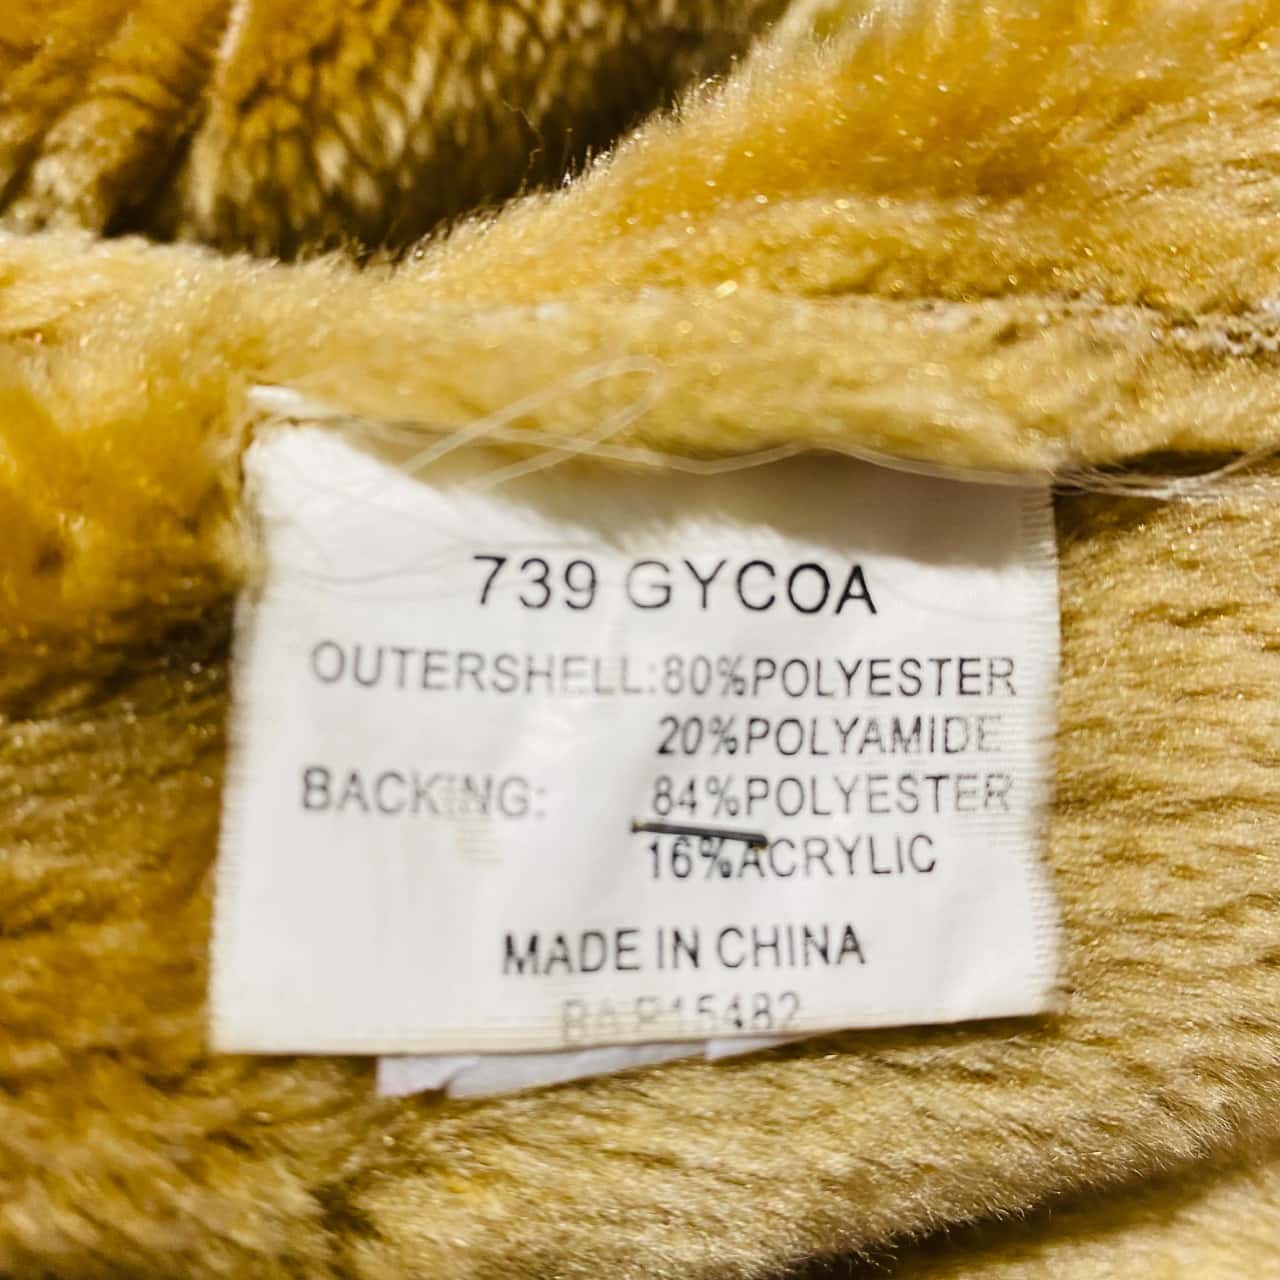 739 GYCOA
OUTERSHELL:80%POLYESTER
20%POLYAMIDE
BACKING: 84%POLYESTER
16%ACRYLIC
MADE IN CHINA